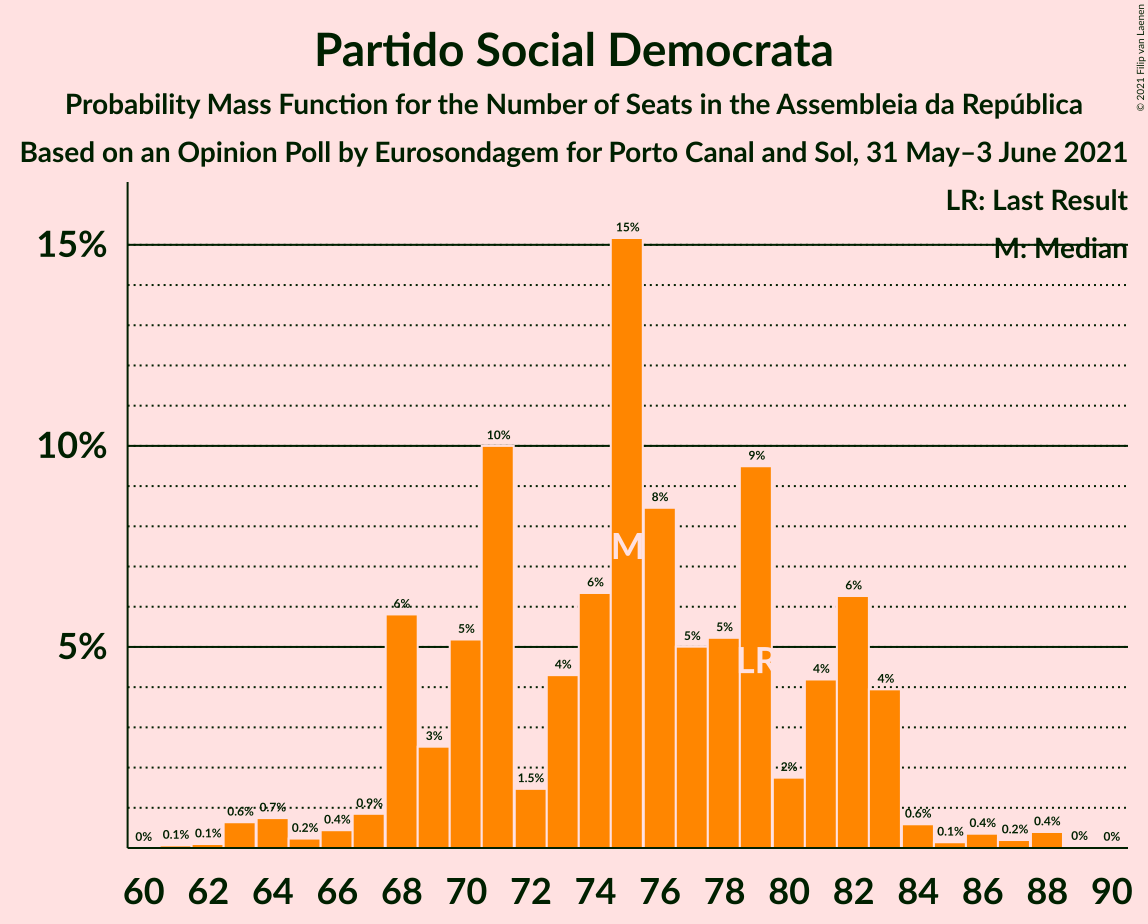 Partido Social Democrata
Probability Mass Function for the Number of Seats in the Assembleia da República
Based on an Opinion Poll by Eurosondagem for Porto Canal and Sol, 31 May–3 June 2021
© 2021 Filip van Laenen
LR: Last Result
M: Median
15%
10%
5%
0% 0.1% 0.1% 0.6% 0.7% 0.2% 0.4% 0.9% 6% 3% 5% 10% 1.5% 4% 6% 15% 8% 5% 5% 9% 2% 4% 6% 4% 0.6% 0.1% 0.4% 0.2% 0.4% 0% 0%
M
LR
60 62 64 66 68 70 72 74 76 78 80 82 84 86 88 90